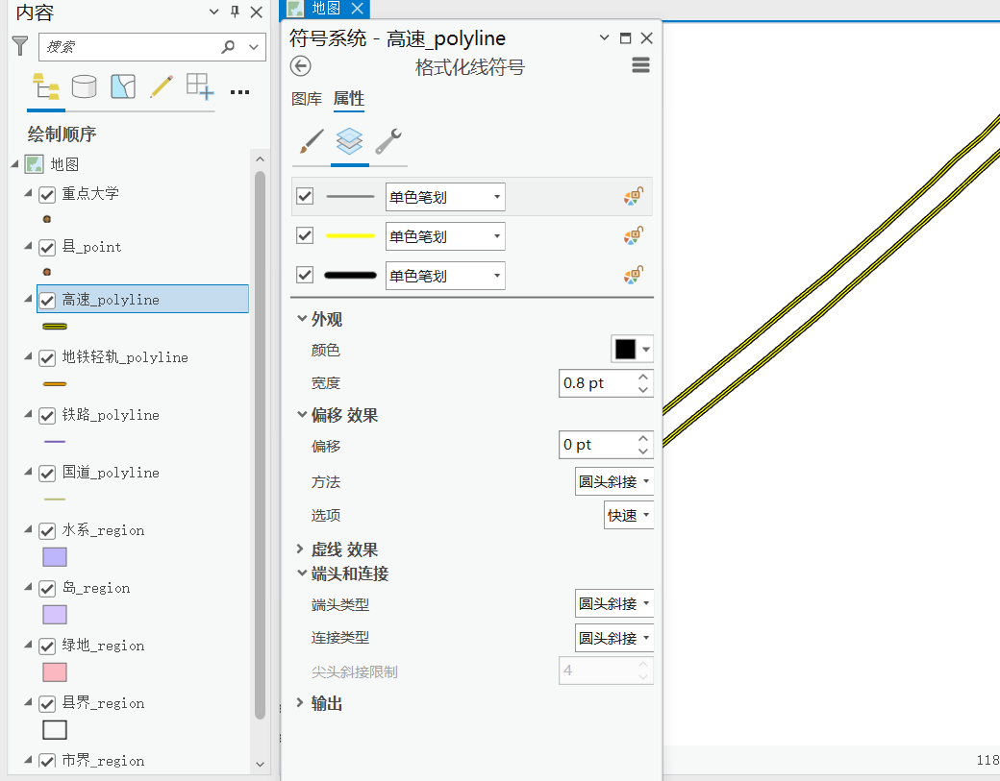 内容
搜索
绘制顺序
地图
重点大学
县_point
高速_polyline
地铁轻轨_polyline
铁路_polyline
国道_polyline
水系_region
岛_region
绿地_region
县界_region
市界_region
地图
符号系统 - 高速_polyline
格式化线符号
图库 属性
单色笔划
单色笔划
单色笔划
外观
颜色
宽度 0.8 pt
偏移 效果
偏移 0 pt
方法 圆头斜接
选项 快速
虚线 效果
端头和连接
端头类型 圆头斜接
连接类型 圆头斜接
尖头斜接限制 4
输出
118